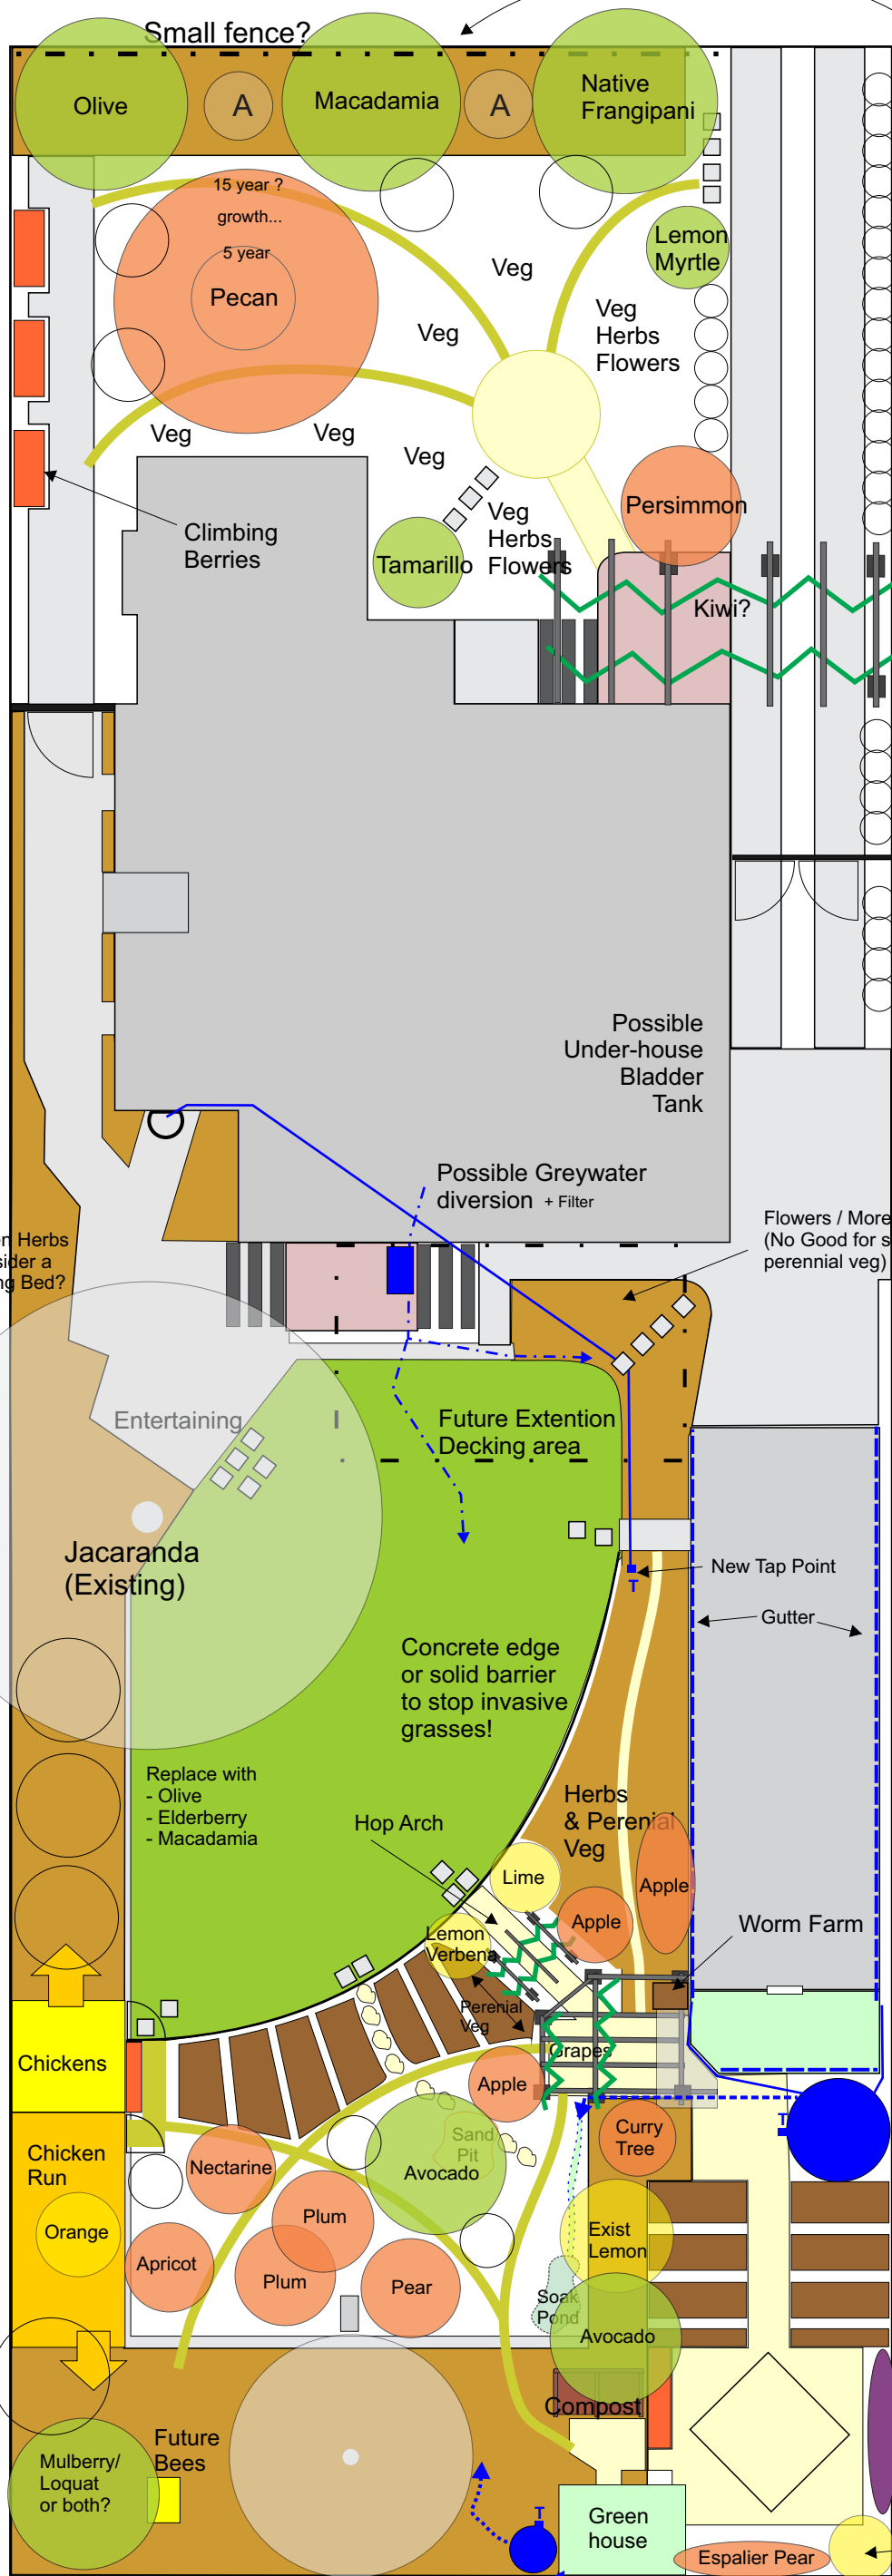 Small fence?
Olive
A
Macadamia
A
Native
Frangipani
15 year ?
growth...
5 year
Pecan
Lemon
Myrtle
Veg
Veg
Veg
Herbs
Flowers
Veg
Veg
Veg
Climbing
Berries
Veg
Herbs
Flowers
Persimmon
Tamarillo
Kiwi?
Possible
Under-house
Bladder
Tank
Possible Greywater
diversion + Filter
Flowers / More
(No Good for s
perennial veg)
n Herbs
sider a
ng Bed?
Entertaining
Future Extention
Decking area
Jacaranda
(Existing)
New Tap Point
T
Gutter
Concrete edge
or solid barrier
to stop invasive
grasses!
Replace with
- Olive
- Elderberry
- Macadamia
Hop Arch
Herbs
& Perenial
Veg
Lime
Apple
Apple
Lemon
Verbena
Worm Farm
Perenial
Veg
Grapes
Chickens
Apple
T
Chicken
Run
Nectarine
Sand
Pit
Avocado
Curry
Tree
Orange
Plum
Exist
Lemon
Apricot
Plum
Pear
Soak
Pond
Avocado
Compost
Future
Bees
Mulberry/
Loquat
or both?
T
Green
house
Espalier Pear